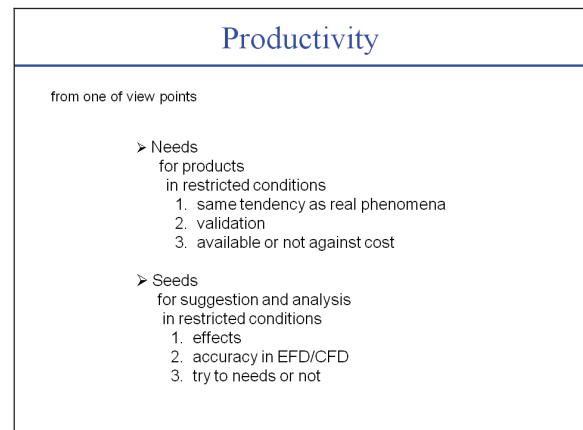 Productivity
from one of view points
➢ Needs
for products
in restricted conditions
1. same tendency as real phenomena
2. validation
3. available or not against cost
➢ Seeds
for suggestion and analysis
in restricted conditions
1. effects
2. accuracy in EFD/CFD
3. try to needs or not